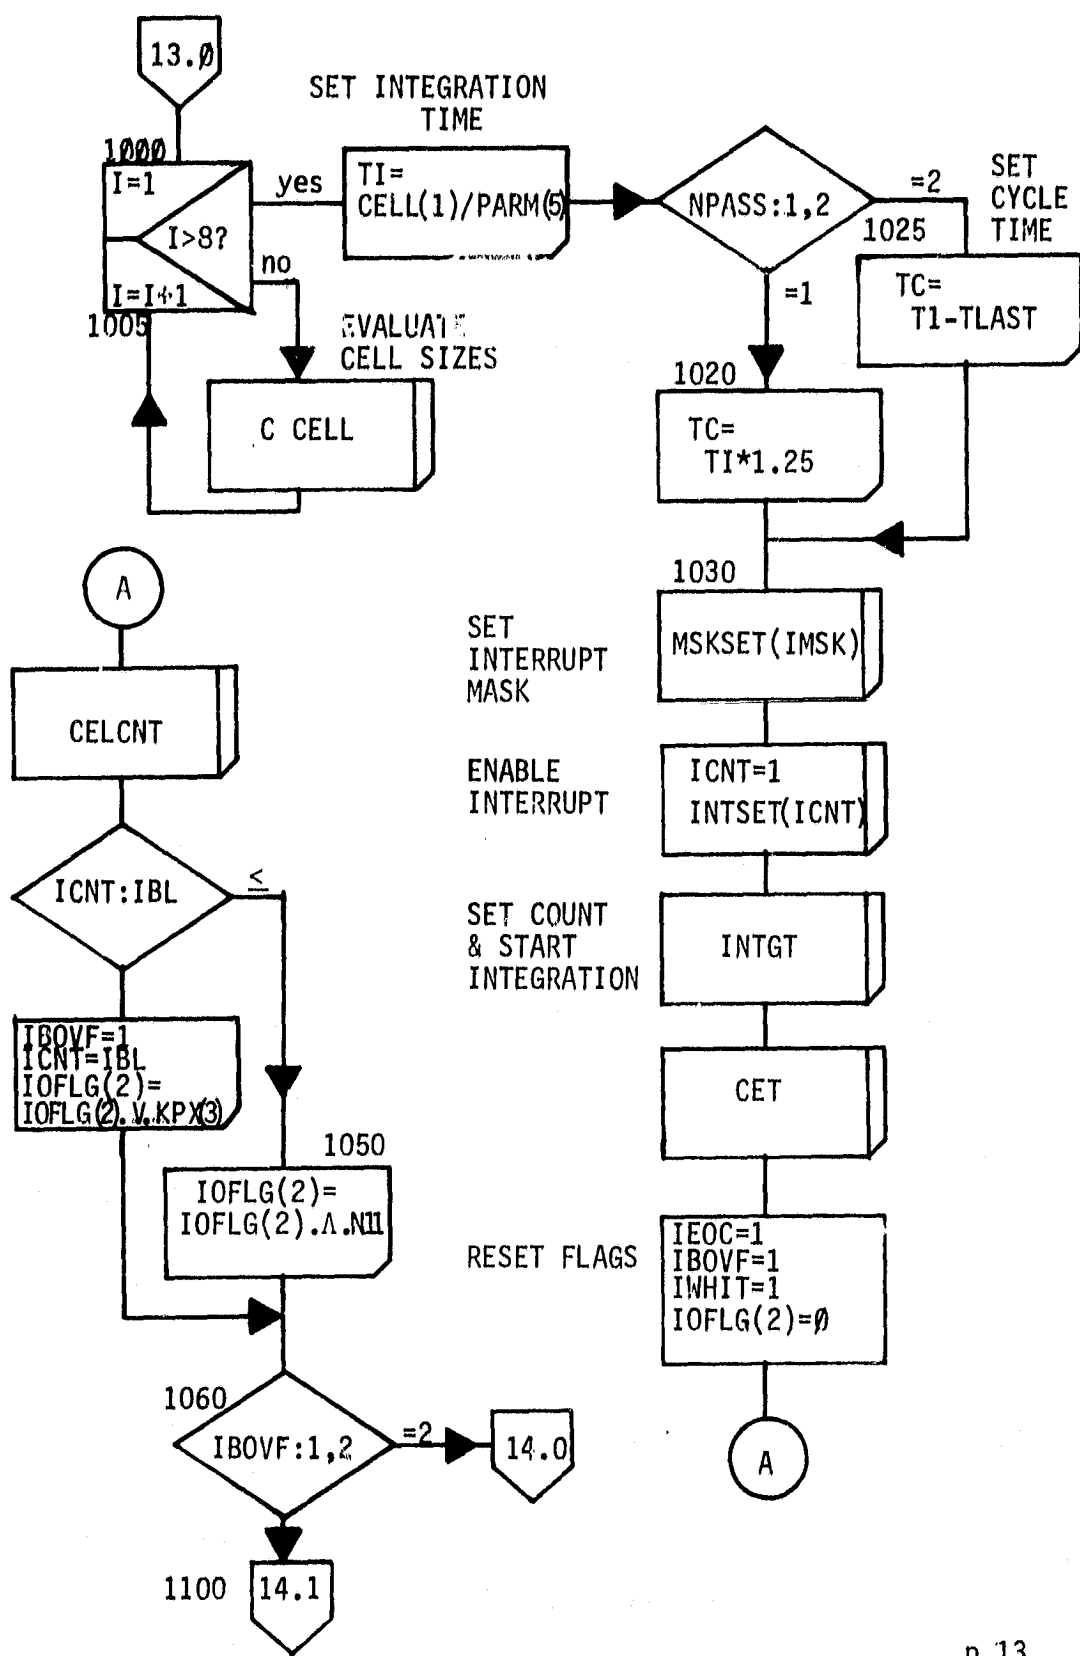 13.0
1000
I=1
I>8?
I=I+1
1005
yes
no
SET INTEGRATION
TIME
TI=
CELL(1)/PARM(5)
EVALUATE
CELL SIZES
C CELL
NPASS:1,2
=2
=1
SET
CYCLE
TIME
1025
TC=
T1-TLAST
1020
TC=
TI*1.25
1030
SET
INTERRUPT
MASK
MSKSET(IMSK)
ENABLE
INTERRUPT
ICNT=1
INTSET(ICNT)
SET COUNT
& START
INTEGRATION
INTGT
CET
RESET FLAGS
IEOC=1
IBOVF=1
IWHIT=1
IOFLG(2)=Ø
A
A
CELCNT
ICNT:IBL
≤
IBOVF=1
ICNT=IBL
IOFLG(2)=
IOFLG(2).V.KPX(3)
1050
IOFLG(2)=
IOFLG(2).Λ.N11
1060
IBOVF:1,2
=2
14.0
1100
14.1
p 13